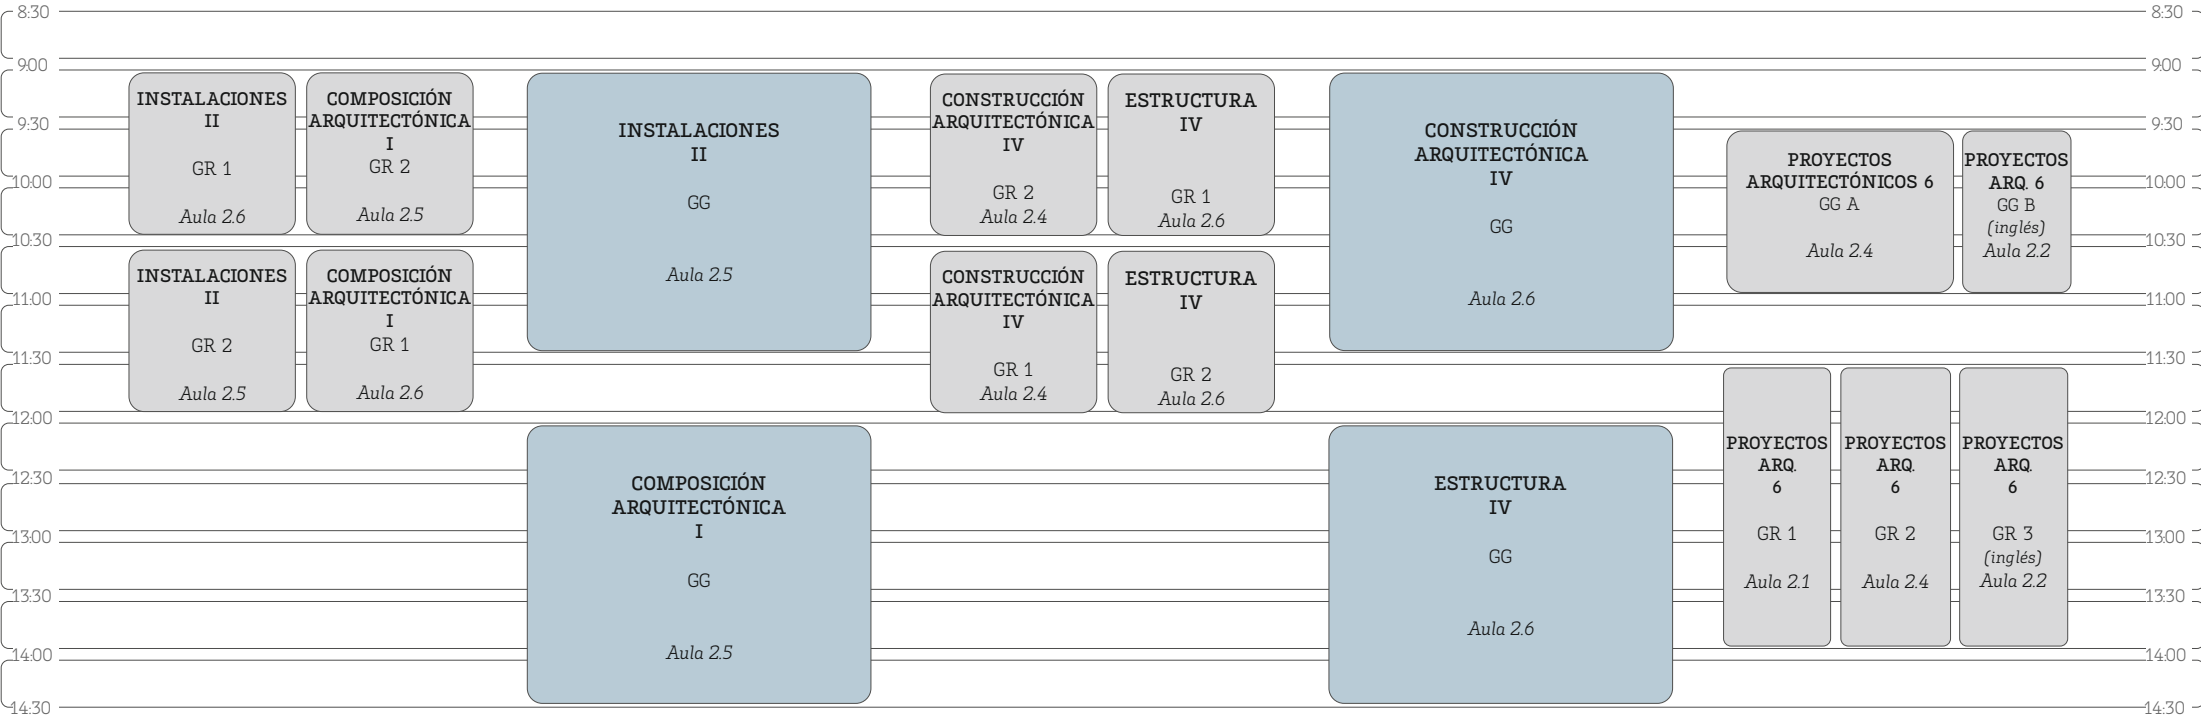 8:30
9:00
9:30
10:00
10:30
11:00
11:30
12:00
12:30
13:00
13:30
14:00
14:30
INSTALACIONES
II
GR 1
Aula 2.6
COMPOSICIÓN
ARQUITECTÓNICA
I
GR 2
Aula 2.5
INSTALACIONES
II
GR 2
Aula 2.5
COMPOSICIÓN
ARQUITECTÓNICA
I
GR 1
Aula 2.6
INSTALACIONES
II
GG
Aula 2.5
COMPOSICIÓN
ARQUITECTÓNICA
I
GG
Aula 2.5
CONSTRUCCIÓN
ARQUITECTÓNICA
IV
GR 2
Aula 2.4
ESTRUCTURA
IV
GR 1
Aula 2.6
CONSTRUCCIÓN
ARQUITECTÓNICA
IV
GR 1
Aula 2.4
ESTRUCTURA
IV
GR 2
Aula 2.6
CONSTRUCCIÓN
ARQUITECTÓNICA
IV
GG
Aula 2.6
ESTRUCTURA
IV
GG
Aula 2.6
PROYECTOS
ARQUITECTÓNICOS 6
GG A
Aula 2.4
PROYECTOS
ARQ. 6
GG B
(inglés)
Aula 2.2
PROYECTOS
ARQ.
6
GR 1
Aula 2.1
PROYECTOS
ARQ.
6
GR 2
Aula 2.4
PROYECTOS
ARQ.
6
GR 3
(inglés)
Aula 2.2
8:30
9:00
9:30
10:00
10:30
11:00
11:30
12:00
12:30
13:00
13:30
14:00
14:30